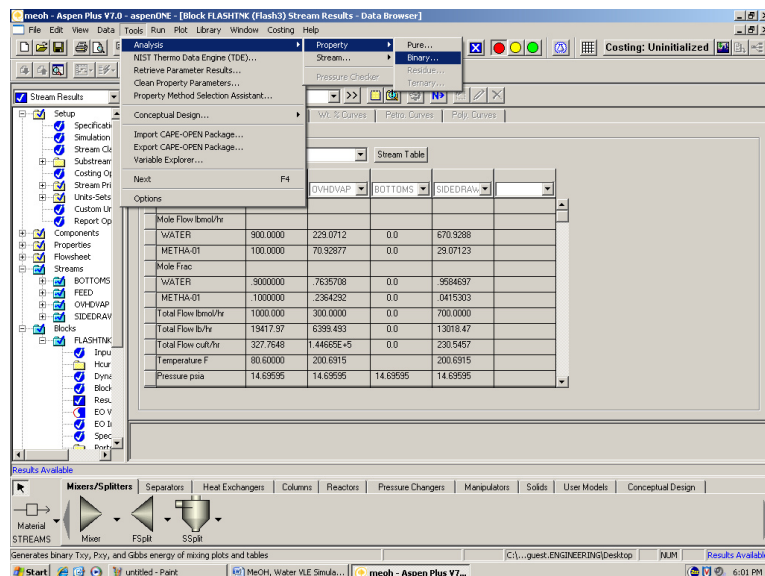 meoh - Aspen Plus V7.0 - aspenONE - [Block FLASHTNK (Flash3) Stream Results - Data Browser]
File Edit View Data Tools Run Plot Library Window Costing Help
Analysis
NIST Thermo Data Engine (TDE)...
Retrieve Parameter Results...
Clean Property Parameters...
Property Method Selection Assistant...
Conceptual Design...
Import CAPE-OPEN Package...
Export CAPE-OPEN Package...
Variable Explorer...
Next F4
Options
Property
Stream...
Pressure Checker
Pure...
Binary...
Residue...
Ternary...
Costing: Uninitialized
Stream Results
>>
N>
Wt. % Curves Petro. Curves Poly. Curves
Stream Table
Setup
Specificati
Simulation
Stream Cla
Substream
Costing Op
Stream Pri
Units-Sets
Custom Un
Report Op
Components
Properties
Flowsheet
Streams
BOTTOMS
FEED
OVHDVAP
SIDEDRAW
Blocks
FLASHTNK
Inpu
Hcur
Dyna
Block
Resu
EO V
EO I
Spec
Port
OVHDVAP BOTTOMS SIDEDRAW
Mole Flow lbmol/hr
WATER 900.0000 229.0712 0.0 670.9288
METHA-01 100.0000 70.92877 0.0 29.07123
Mole Frac
WATER .9000000 .7635708 .9584697
METHA-01 .1000000 .2364292 .0415303
Total Flow lbmol/hr 1000.000 300.0000 0.0 700.0000
Total Flow lb/hr 19417.97 6399.493 0.0 13018.47
Total Flow cuft/hr 327.7648 1.44665E+5 0.0 230.5457
Temperature F 80.60000 200.6915 200.6915
Pressure psia 14.69595 14.69595 14.69595 14.69595
Results Available
Mixers/Splitters Separators Heat Exchangers Columns Reactors Pressure Changers Manipulators Solids User Models Conceptual Design
Material
STREAMS Mixer FSplit SSplit
Generates binary Txy, Pxy, and Gibbs energy of mixing plots and tables C:\...guest.ENGINEERING\Desktop NUM Results Availabl
Start untitled - Paint MeOH, Water VLE Simula... meoh - Aspen Plus V7... 6:01 PM